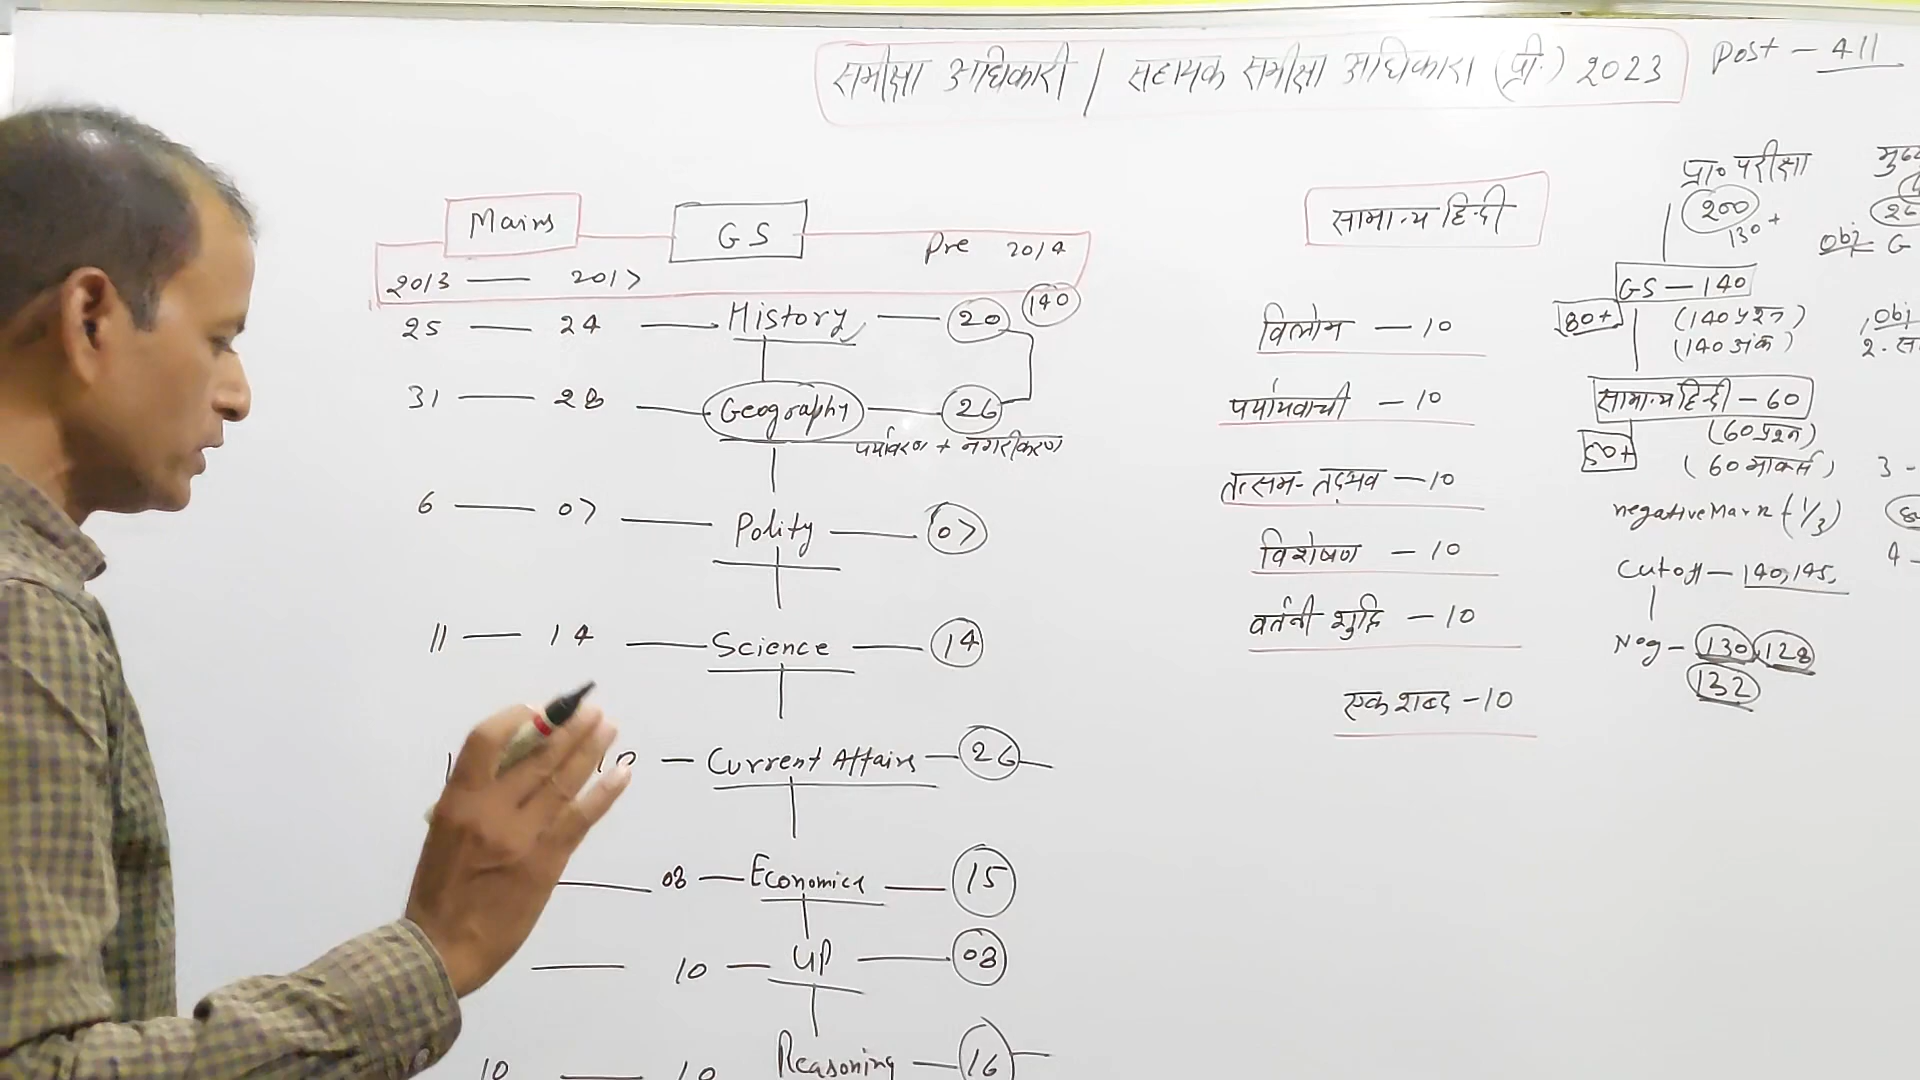 समीक्षा अधिकारी / सहायक समीक्षा अधिकारी (प्री.) 2023
Post - 411
Mains
GS
Pre 2014
2013 — 2017
140
25 — 24 — History — 20
31 — 28 — Geography — 26
पर्यावरण + नगरीकरण
6 — 07 — Polity — 07
11 — 14 — Science — 14
10 — Current Affairs — 26
08 — Economics — 15
— 10 — UP — 08
10 — 10 Reasoning — 16
सामान्य हिन्दी
विलोम — 10
पर्यायवाची — 10
तत्सम-तद्भव — 10
विशेषण — 10
वर्तनी शुद्धि — 10
एक शब्द - 10
प्रा० परीक्षा
200
130+
GS — 140
80+
(140 प्रश्न)
(140 अंक)
सामान्य हिन्दी - 60
50+
(60 प्रश्न)
(60 मार्क्स)
negative Mark (-1/3)
Cutoff — 140, 145,
Neg - 130, 128
132
Obj G
Obj
2.
3 -
4 -